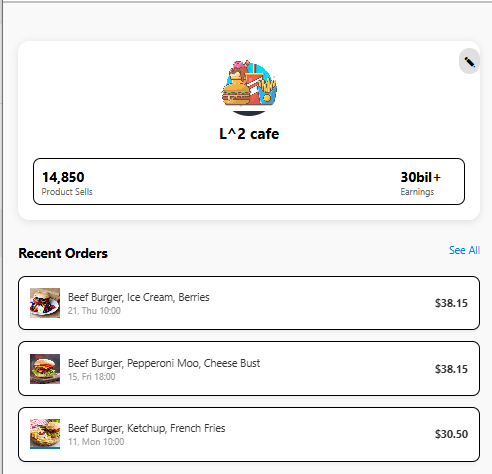 L^2 cafe
14,850
Product Sells
30bil+
Earnings
Recent Orders
See All
Beef Burger, Ice Cream, Berries
21, Thu 10:00
$38.15
Beef Burger, Pepperoni Moo, Cheese Bust
15, Fri 18:00
$38.15
Beef Burger, Ketchup, French Fries
11, Mon 10:00
$30.50